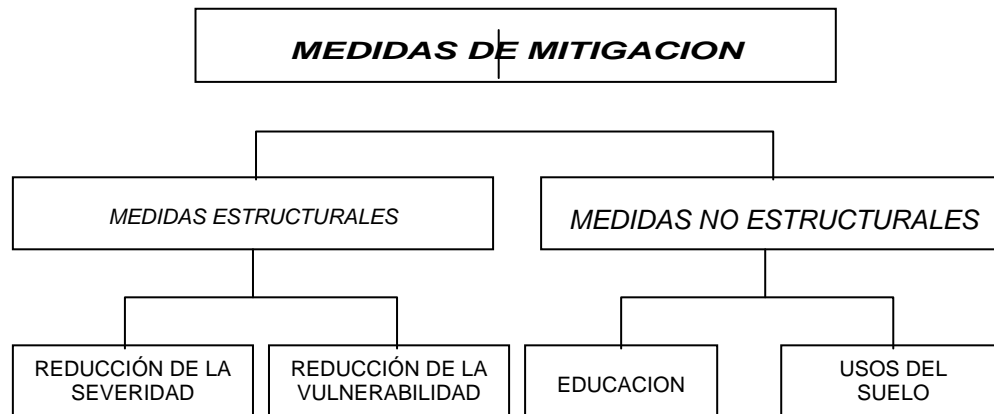 MEDIDAS DE MITIGACION
MEDIDAS ESTRUCTURALES
MEDIDAS NO ESTRUCTURALES
REDUCCIÓN DE LA
SEVERIDAD
REDUCCIÓN DE LA
VULNERABILIDAD
EDUCACION
USOS DEL
SUELO